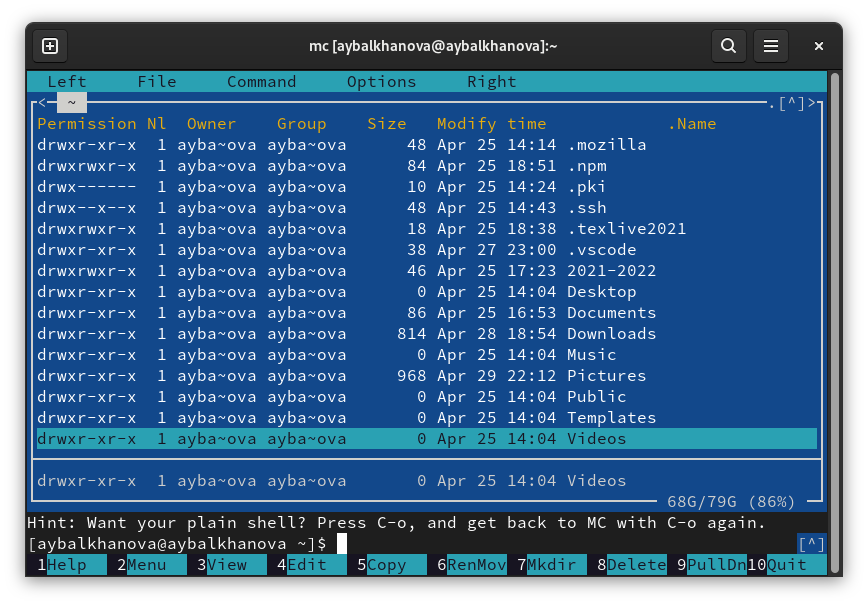 mc [aybalkhanova@aybalkhanova]:~
Left File Command Options Right
<- ~ .[^]>
Permission Nl Owner Group Size Modify time .Name
drwxr-xr-x 1 ayba~ova ayba~ova 48 Apr 25 14:14 .mozilla
drwxrwxr-x 1 ayba~ova ayba~ova 84 Apr 25 18:51 .npm
drwx------ 1 ayba~ova ayba~ova 10 Apr 25 14:24 .pki
drwx--x--x 1 ayba~ova ayba~ova 48 Apr 25 14:43 .ssh
drwxrwxr-x 1 ayba~ova ayba~ova 18 Apr 25 18:38 .texlive2021
drwxr-xr-x 1 ayba~ova ayba~ova 38 Apr 27 23:00 .vscode
drwxrwxr-x 1 ayba~ova ayba~ova 46 Apr 25 17:23 2021-2022
drwxr-xr-x 1 ayba~ova ayba~ova 0 Apr 25 14:04 Desktop
drwxr-xr-x 1 ayba~ova ayba~ova 86 Apr 25 16:53 Documents
drwxr-xr-x 1 ayba~ova ayba~ova 814 Apr 28 18:54 Downloads
drwxr-xr-x 1 ayba~ova ayba~ova 0 Apr 25 14:04 Music
drwxr-xr-x 1 ayba~ova ayba~ova 968 Apr 29 22:12 Pictures
drwxr-xr-x 1 ayba~ova ayba~ova 0 Apr 25 14:04 Public
drwxr-xr-x 1 ayba~ova ayba~ova 0 Apr 25 14:04 Templates
drwxr-xr-x 1 ayba~ova ayba~ova 0 Apr 25 14:04 Videos
drwxr-xr-x 1 ayba~ova ayba~ova 0 Apr 25 14:04 Videos
68G/79G (86%)
Hint: Want your plain shell? Press C-o, and get back to MC with C-o again.
[aybalkhanova@aybalkhanova ~]$ [^]
1Help 2Menu 3View 4Edit 5Copy 6RenMov 7Mkdir 8Delete 9PullDn 10Quit